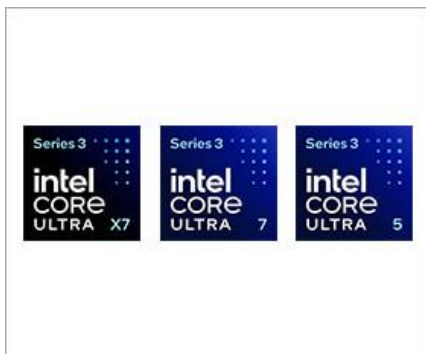 Series 3
intel
CORE
ULTRA X7
Series 3
intel
CORE
ULTRA 7
Series 3
intel
CORE
ULTRA 5